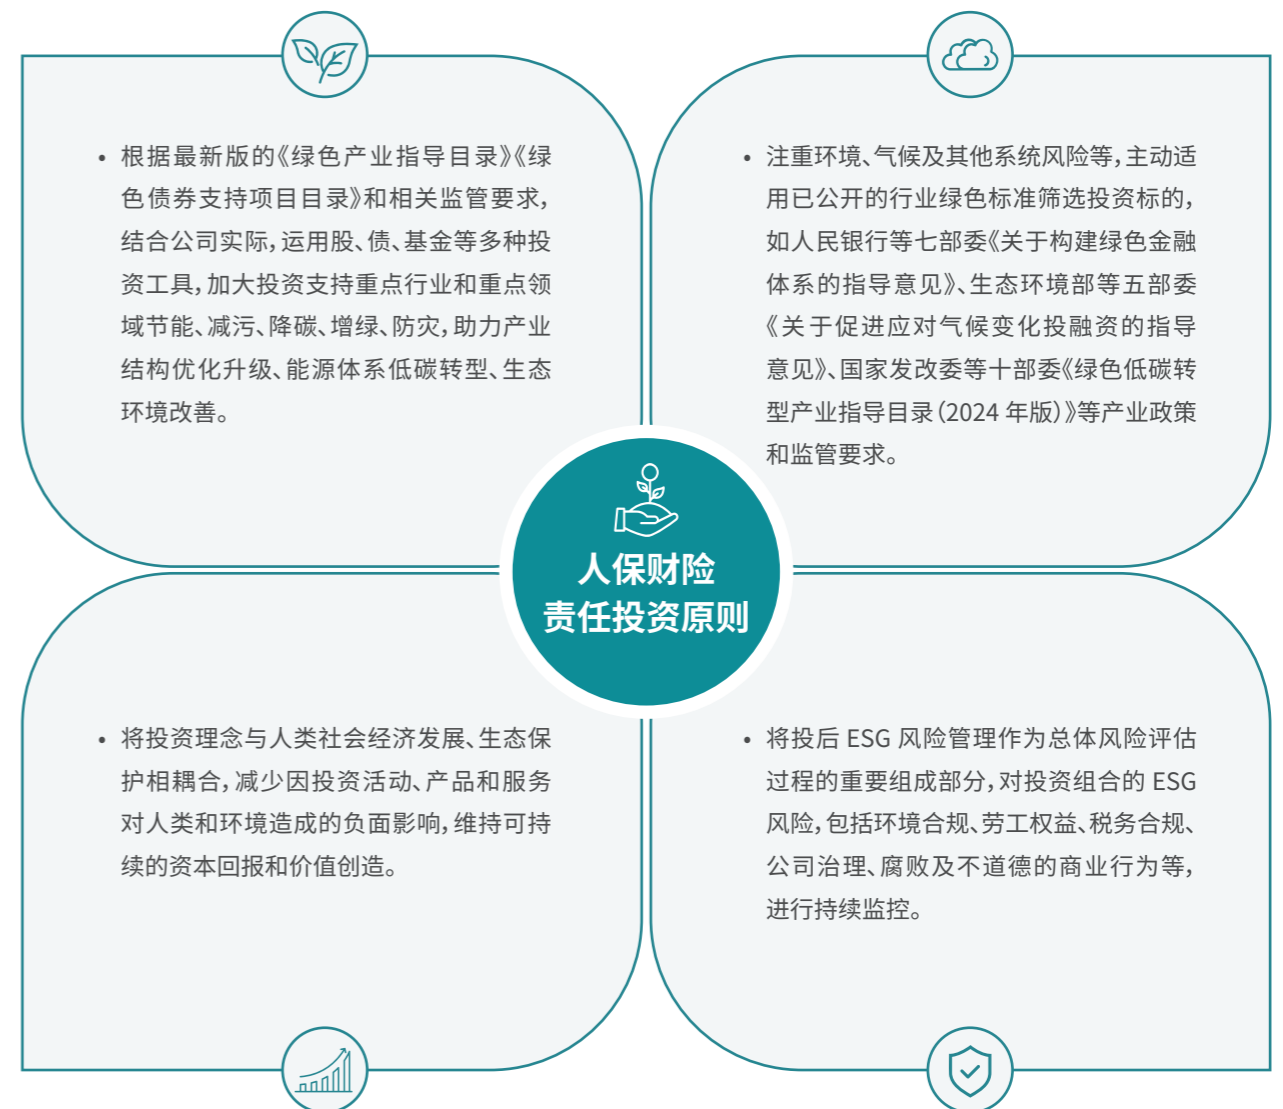 • 根据最新版的《绿色产业指导目录》《绿
色债券支持项目目录》和相关监管要求，
结合公司实际，运用股、债、基金等多种投
资工具，加大投资支持重点行业和重点领
域节能、减污、降碳、增绿、防灾，助力产业
结构优化升级、能源体系低碳转型、生态
环境改善。
• 注重环境、气候及其他系统风险等，主动适
用已公开的行业绿色标准筛选投资标的，
如人民银行等七部委《关于构建绿色金融
体系的指导意见》、生态环境部等五部委
《关于促进应对气候变化投融资的指导
意见》、国家发改委等十部委《绿色低碳转
型产业指导目录（2024 年版）》等产业政策
和监管要求。
人保财险
责任投资原则
• 将投资理念与人类社会经济发展、生态保
护相耦合，减少因投资活动、产品和服务
对人类和环境造成的负面影响，维持可持
续的资本回报和价值创造。
• 将投后 ESG 风险管理作为总体风险评估
过程的重要组成部分，对投资组合的 ESG
风险，包括环境合规、劳工权益、税务合规、
公司治理、腐败及不道德的商业行为等，
进行持续监控。